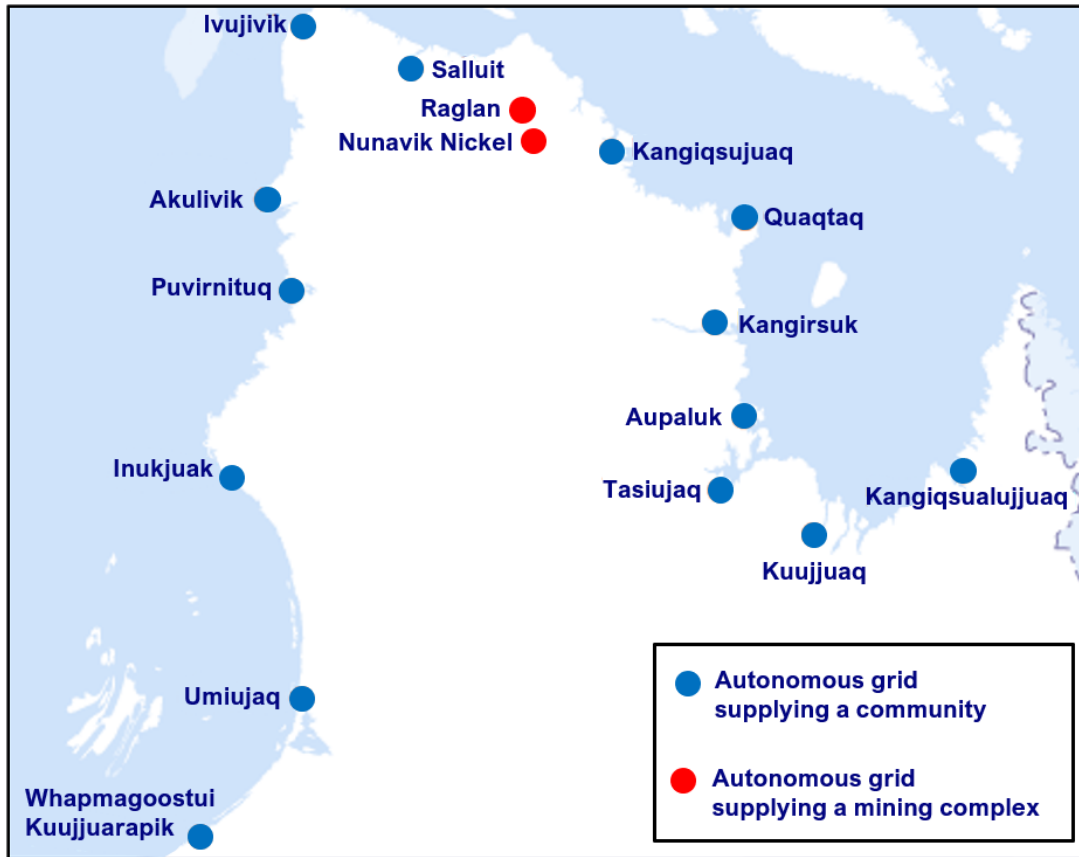 Ivujivik
Salluit
Raglan
Nunavik Nickel
Kangiqsujuaq
Akulivik
Quaqtaq
Puvirnituq
Kangirsuk
Aupaluk
Inukjuak
Tasiujaq
Kangiqsualujjuaq
Kuujjuaq
Umiujaq
Autonomous grid
supplying a community
Autonomous grid
supplying a mining complex
Whapmagoostui
Kuujjuarapik